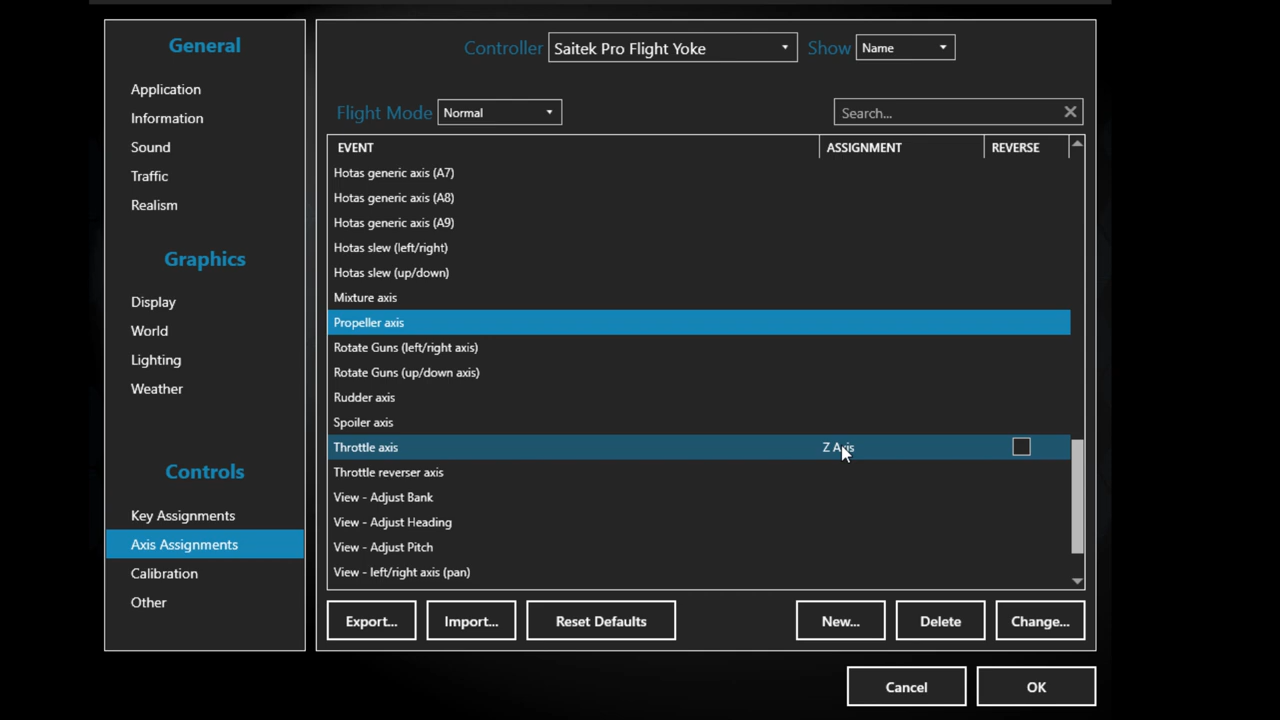 General
Application
Information
Sound
Traffic
Realism
Graphics
Display
World
Lighting
Weather
Controls
Key Assignments
Axis Assignments
Calibration
Other
Controller Saitek Pro Flight Yoke Show Name
Flight Mode Normal Search...
EVENT ASSIGNMENT REVERSE
Hotas generic axis (A7)
Hotas generic axis (A8)
Hotas generic axis (A9)
Hotas slew (left/right)
Hotas slew (up/down)
Mixture axis
Propeller axis
Rotate Guns (left/right axis)
Rotate Guns (up/down axis)
Rudder axis
Spoiler axis
Throttle axis Z Axis
Throttle reverser axis
View - Adjust Bank
View - Adjust Heading
View - Adjust Pitch
View - left/right axis (pan)
Export... Import... Reset Defaults New... Delete Change...
Cancel OK